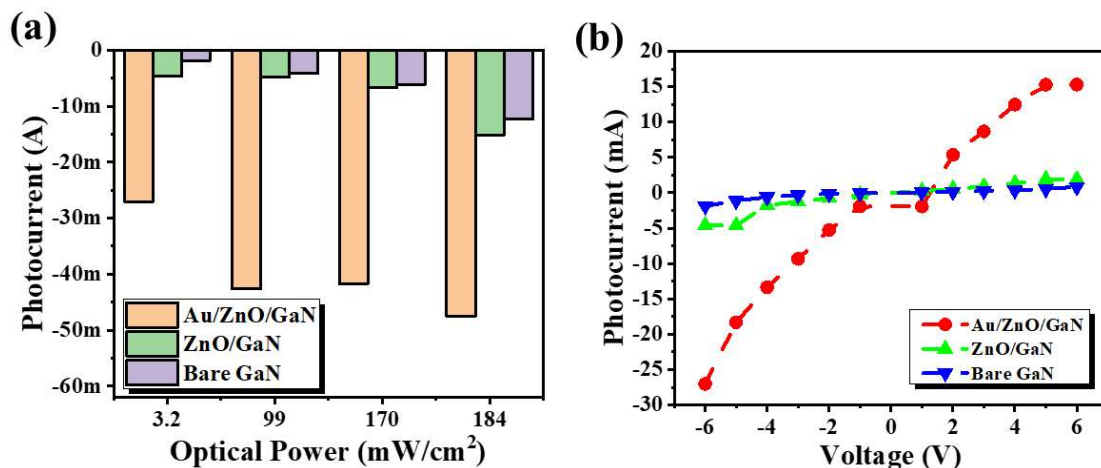 (a)
0
-10m
-20m
-30m
-40m
-50m
-60m
Photocurrent (A)
Au/ZnO/GaN
ZnO/GaN
Bare GaN
3.2 99 170 184
Optical Power (mW/cm²)
(b)
20
15
10
5
0
-5
-10
-15
-20
-25
-30
Photocurrent (mA)
Au/ZnO/GaN
ZnO/GaN
Bare GaN
-6 -4 -2 0 2 4 6
Voltage (V)